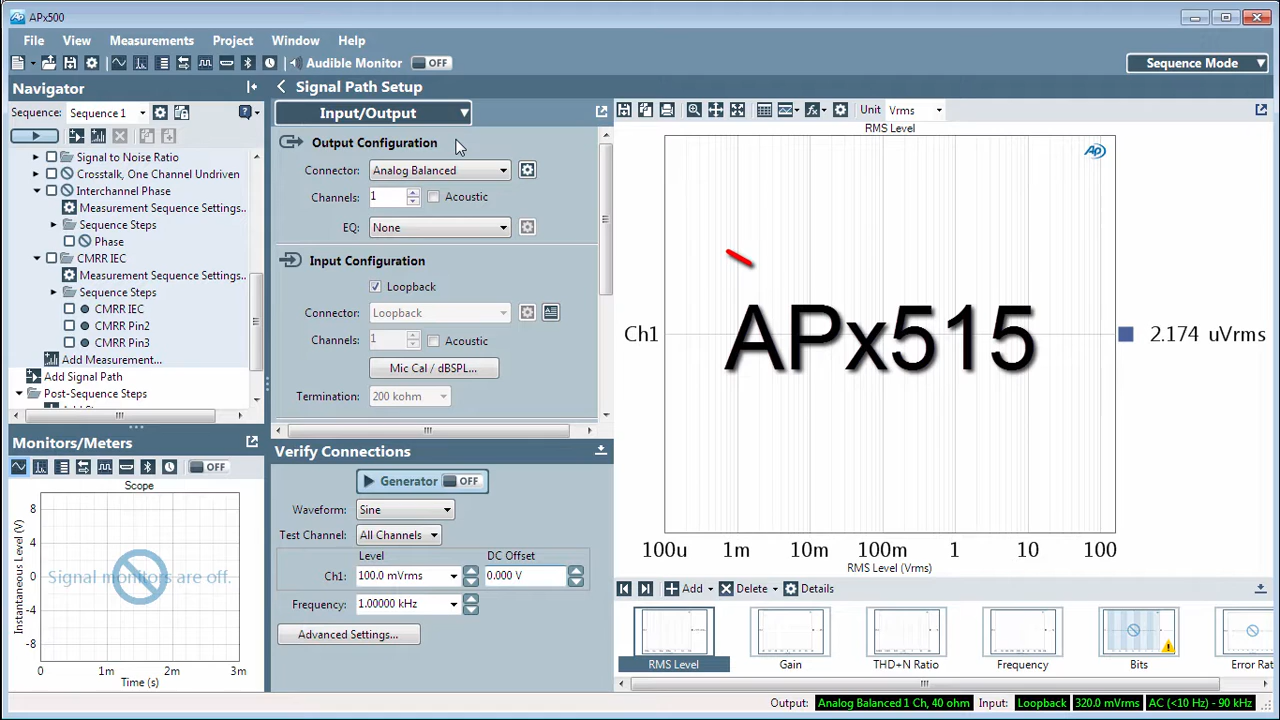 APx500
File View Measurements Project Window Help
Audible Monitor OFF
Sequence Mode
Navigator
Sequence: Sequence 1
Signal to Noise Ratio
Crosstalk, One Channel Undriven
Interchannel Phase
Measurement Sequence Settings...
Sequence Steps
Phase
CMRR IEC
Measurement Sequence Settings...
Sequence Steps
CMRR IEC
CMRR Pin2
CMRR Pin3
Add Measurement...
Add Signal Path
Post-Sequence Steps
Monitors/Meters
OFF
Scope
Instantaneous Level (V)
8
4
0
-4
-8
Signal monitors are off.
0 1m 2m 3m
Time (s)
Signal Path Setup
Input/Output
Output Configuration
Connector: Analog Balanced
Channels: 1 Acoustic
EQ: None
Input Configuration
Loopback
Connector: Loopback
Channels: 1 Acoustic
Mic Cal / dBSPL...
Termination: 200 kohm
Verify Connections
Generator OFF
Waveform: Sine
Test Channel: All Channels
Level DC Offset
Ch1: 100.0 mVrms 0.000 V
Frequency: 1.00000 kHz
Advanced Settings...
Unit Vrms
RMS Level
Ap
Ch1
APx515
2.174 uVrms
100u 1m 10m 100m 1 10 100
RMS Level (Vrms)
Add Delete Details
RMS Level Gain THD+N Ratio Frequency Bits Error Rat
Output: Analog Balanced 1 Ch, 40 ohm Input: Loopback 320.0 mVrms AC (<10 Hz) - 90 kHz